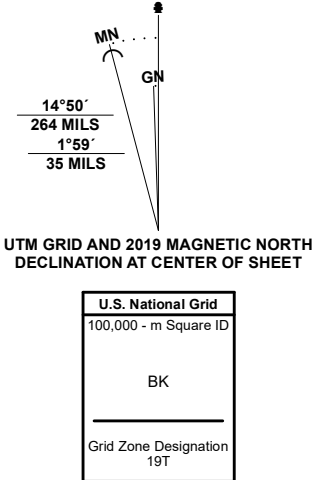 MN
GN
14°50´
264 MILS
1°59´
35 MILS
UTM GRID AND 2019 MAGNETIC NORTH
DECLINATION AT CENTER OF SHEET
U.S. National Grid
100,000 - m Square ID
BK
Grid Zone Designation
19T